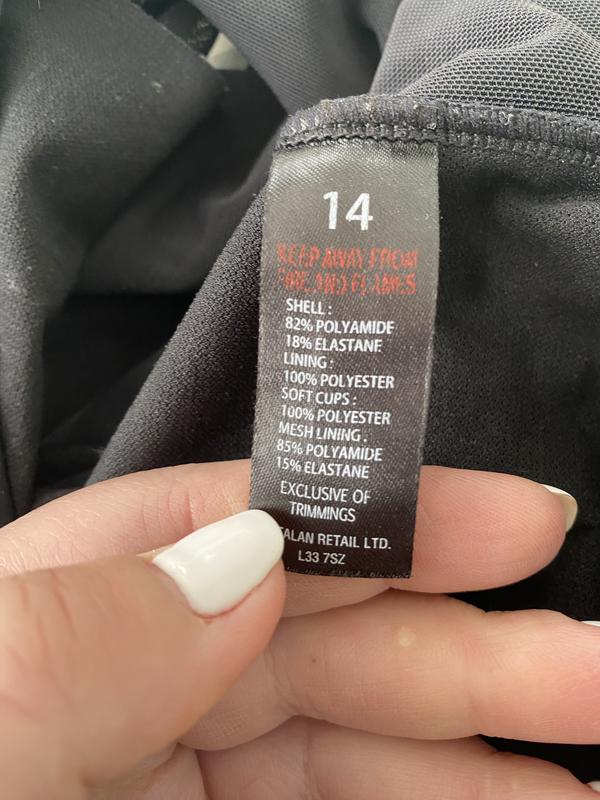 14
KEEP AWAY FROM
FIRE AND FLAMES
SHELL :
82% POLYAMIDE
18% ELASTANE
LINING :
100% POLYESTER
SOFT CUPS :
100% POLYESTER
MESH LINING :
85% POLYAMIDE
15% ELASTANE
EXCLUSIVE OF
TRIMMINGS
ALAN RETAIL LTD.
L33 7SZ